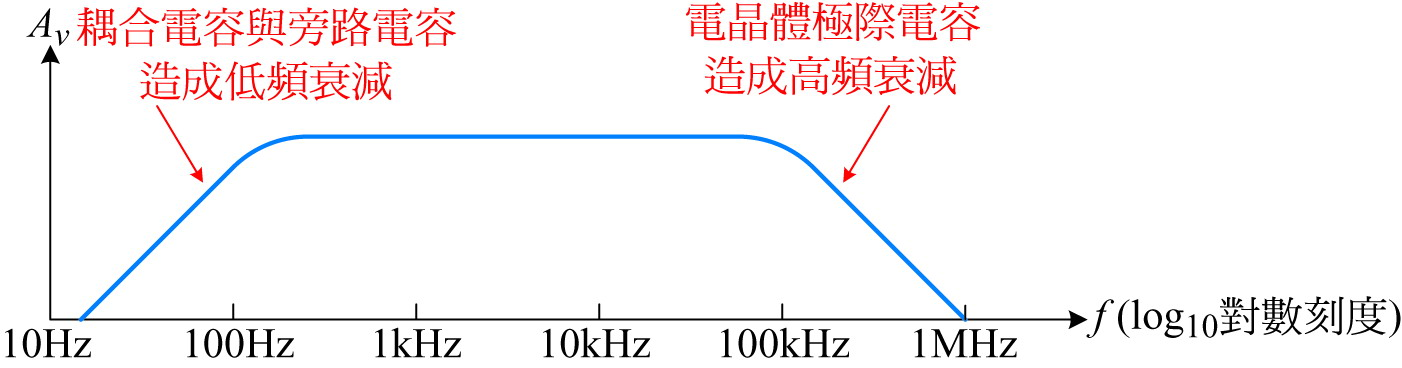 Av
耦合電容與旁路電容
造成低頻衰減
電晶體極際電容
造成高頻衰減
10Hz
100Hz
1kHz
10kHz
100kHz
1MHz
f (log10對數刻度)